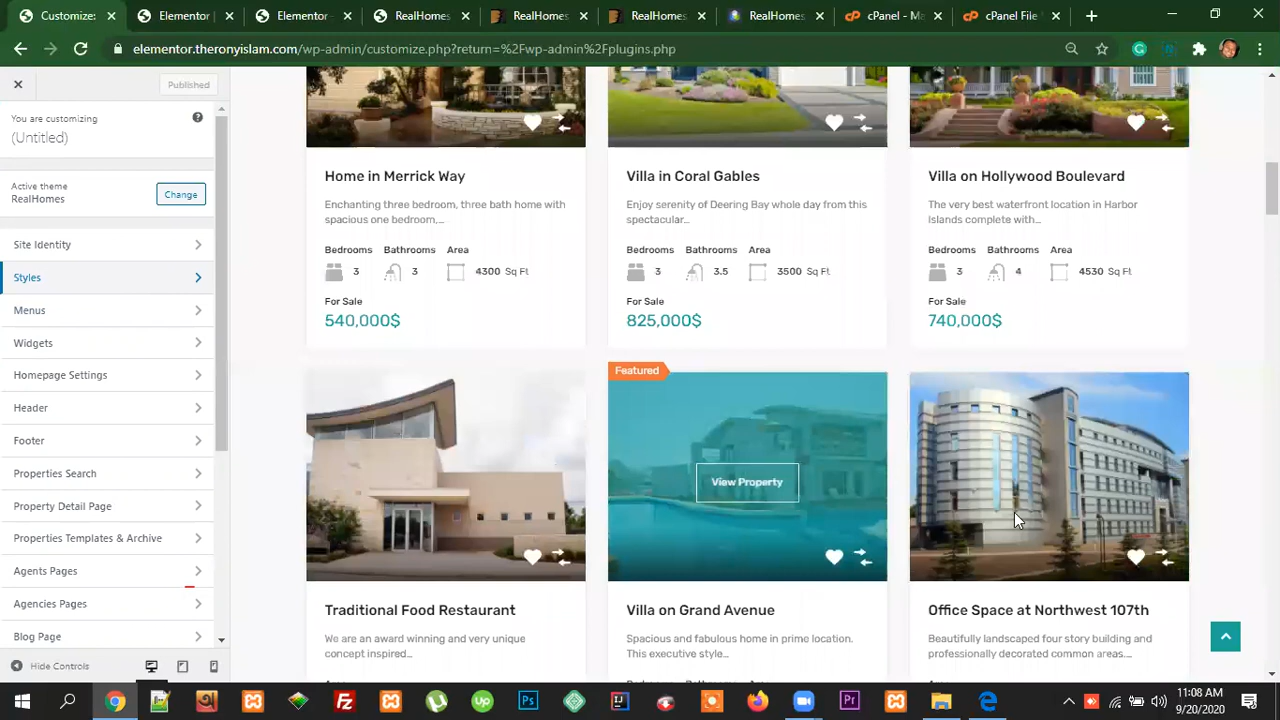 Customize
Elementor
Elementor
RealHomes
RealHomes
RealHomes
RealHomes
cPanel - Ma
cPanel File
elementor.theronyislam.com/wp-admin/customize.php?return=%2Fwp-admin%2Fplugins.php
Published
You are customizing
(Untitled)
Active theme
RealHomes
Change
Site Identity
Styles
Menus
Widgets
Homepage Settings
Header
Footer
Properties Search
Property Detail Page
Properties Templates & Archive
Agents Pages
Agencies Pages
Blog Page
Hide Controls
Home in Merrick Way
Enchanting three bedroom, three bath home with
spacious one bedroom,...
Bedrooms Bathrooms Area
3 3 4300 Sq Ft
For Sale
540,000$
Villa in Coral Gables
Enjoy serenity of Deering Bay whole day from this
spectacular...
Bedrooms Bathrooms Area
3 3.5 3500 Sq Ft
For Sale
825,000$
Villa on Hollywood Boulevard
The very best waterfront location in Harbor
Islands complete with...
Bedrooms Bathrooms Area
3 4 4530 Sq Ft
For Sale
740,000$
Traditional Food Restaurant
We are an award winning and very unique
concept inspired...
Featured
View Property
Villa on Grand Avenue
Spacious and fabulous home in prime location.
This executive style...
Office Space at Northwest 107th
Beautifully landscaped four story building and
professionally decorated common areas....
11:08 AM
9/20/2020